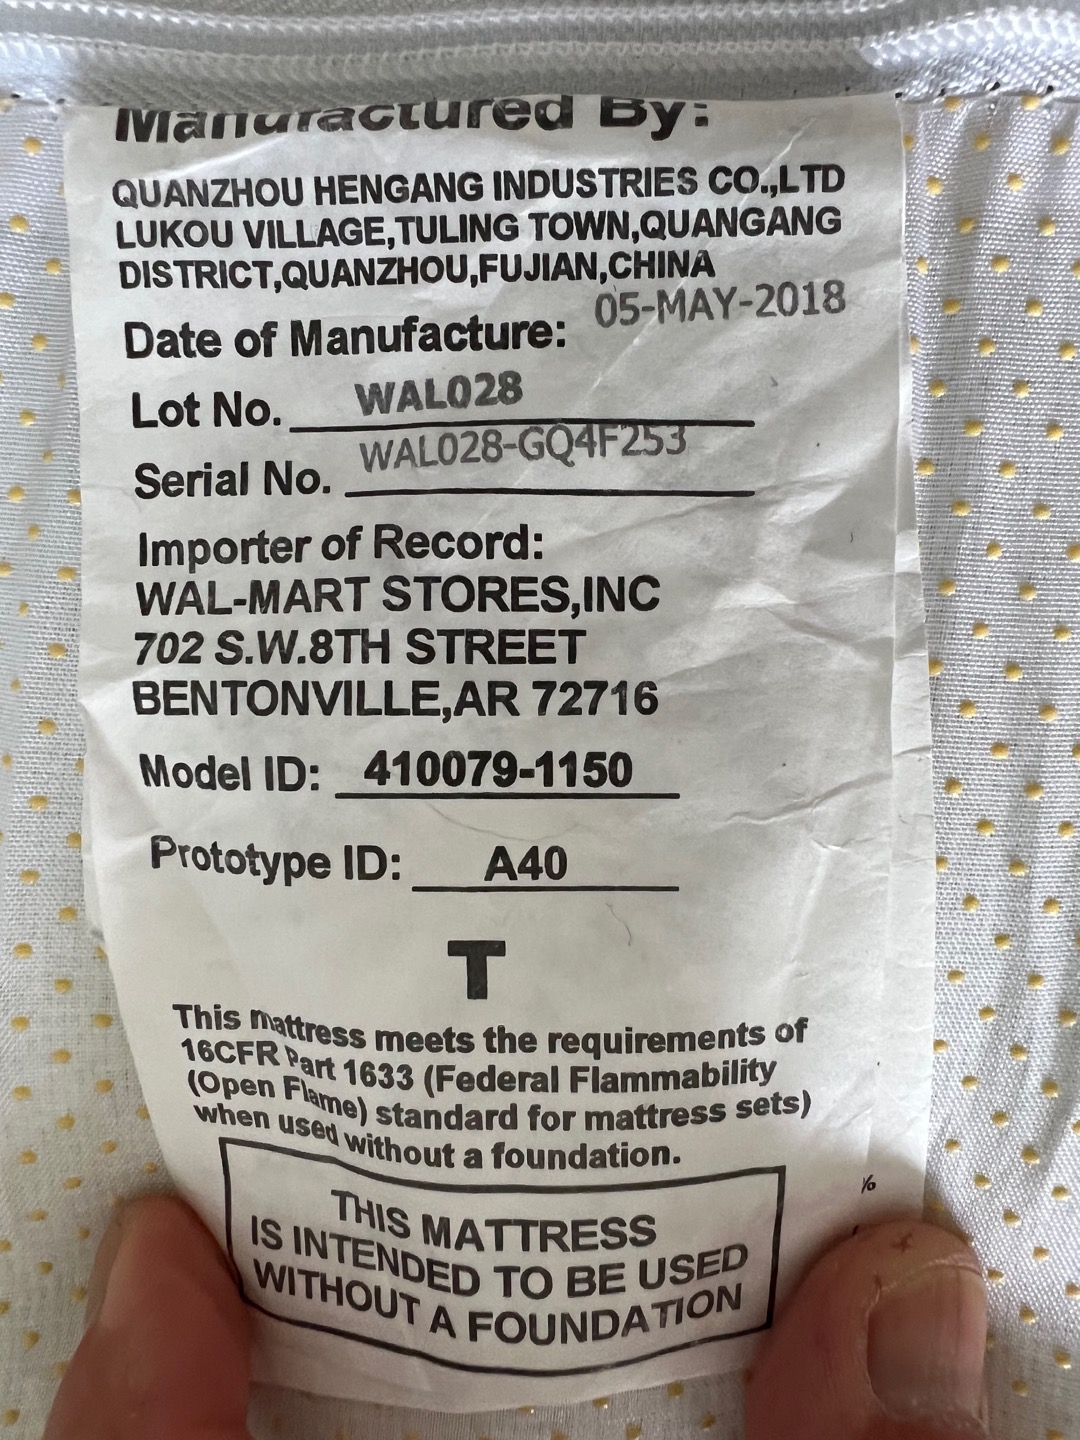 Manufactured By:
QUANZHOU HENGANG INDUSTRIES CO.,LTD
LUKOU VILLAGE,TULING TOWN,QUANGANG
DISTRICT,QUANZHOU,FUJIAN,CHINA
Date of Manufacture: 05-MAY-2018
Lot No. WAL028
Serial No. WAL028-GQ4F253
Importer of Record:
WAL-MART STORES,INC
702 S.W.8TH STREET
BENTONVILLE,AR 72716
Model ID: 410079-1150
Prototype ID: A40
T
This mattress meets the requirements of
16CFR Part 1633 (Federal Flammability
(Open Flame) standard for mattress sets)
when used without a foundation.
THIS MATTRESS
IS INTENDED TO BE USED
WITHOUT A FOUNDATION